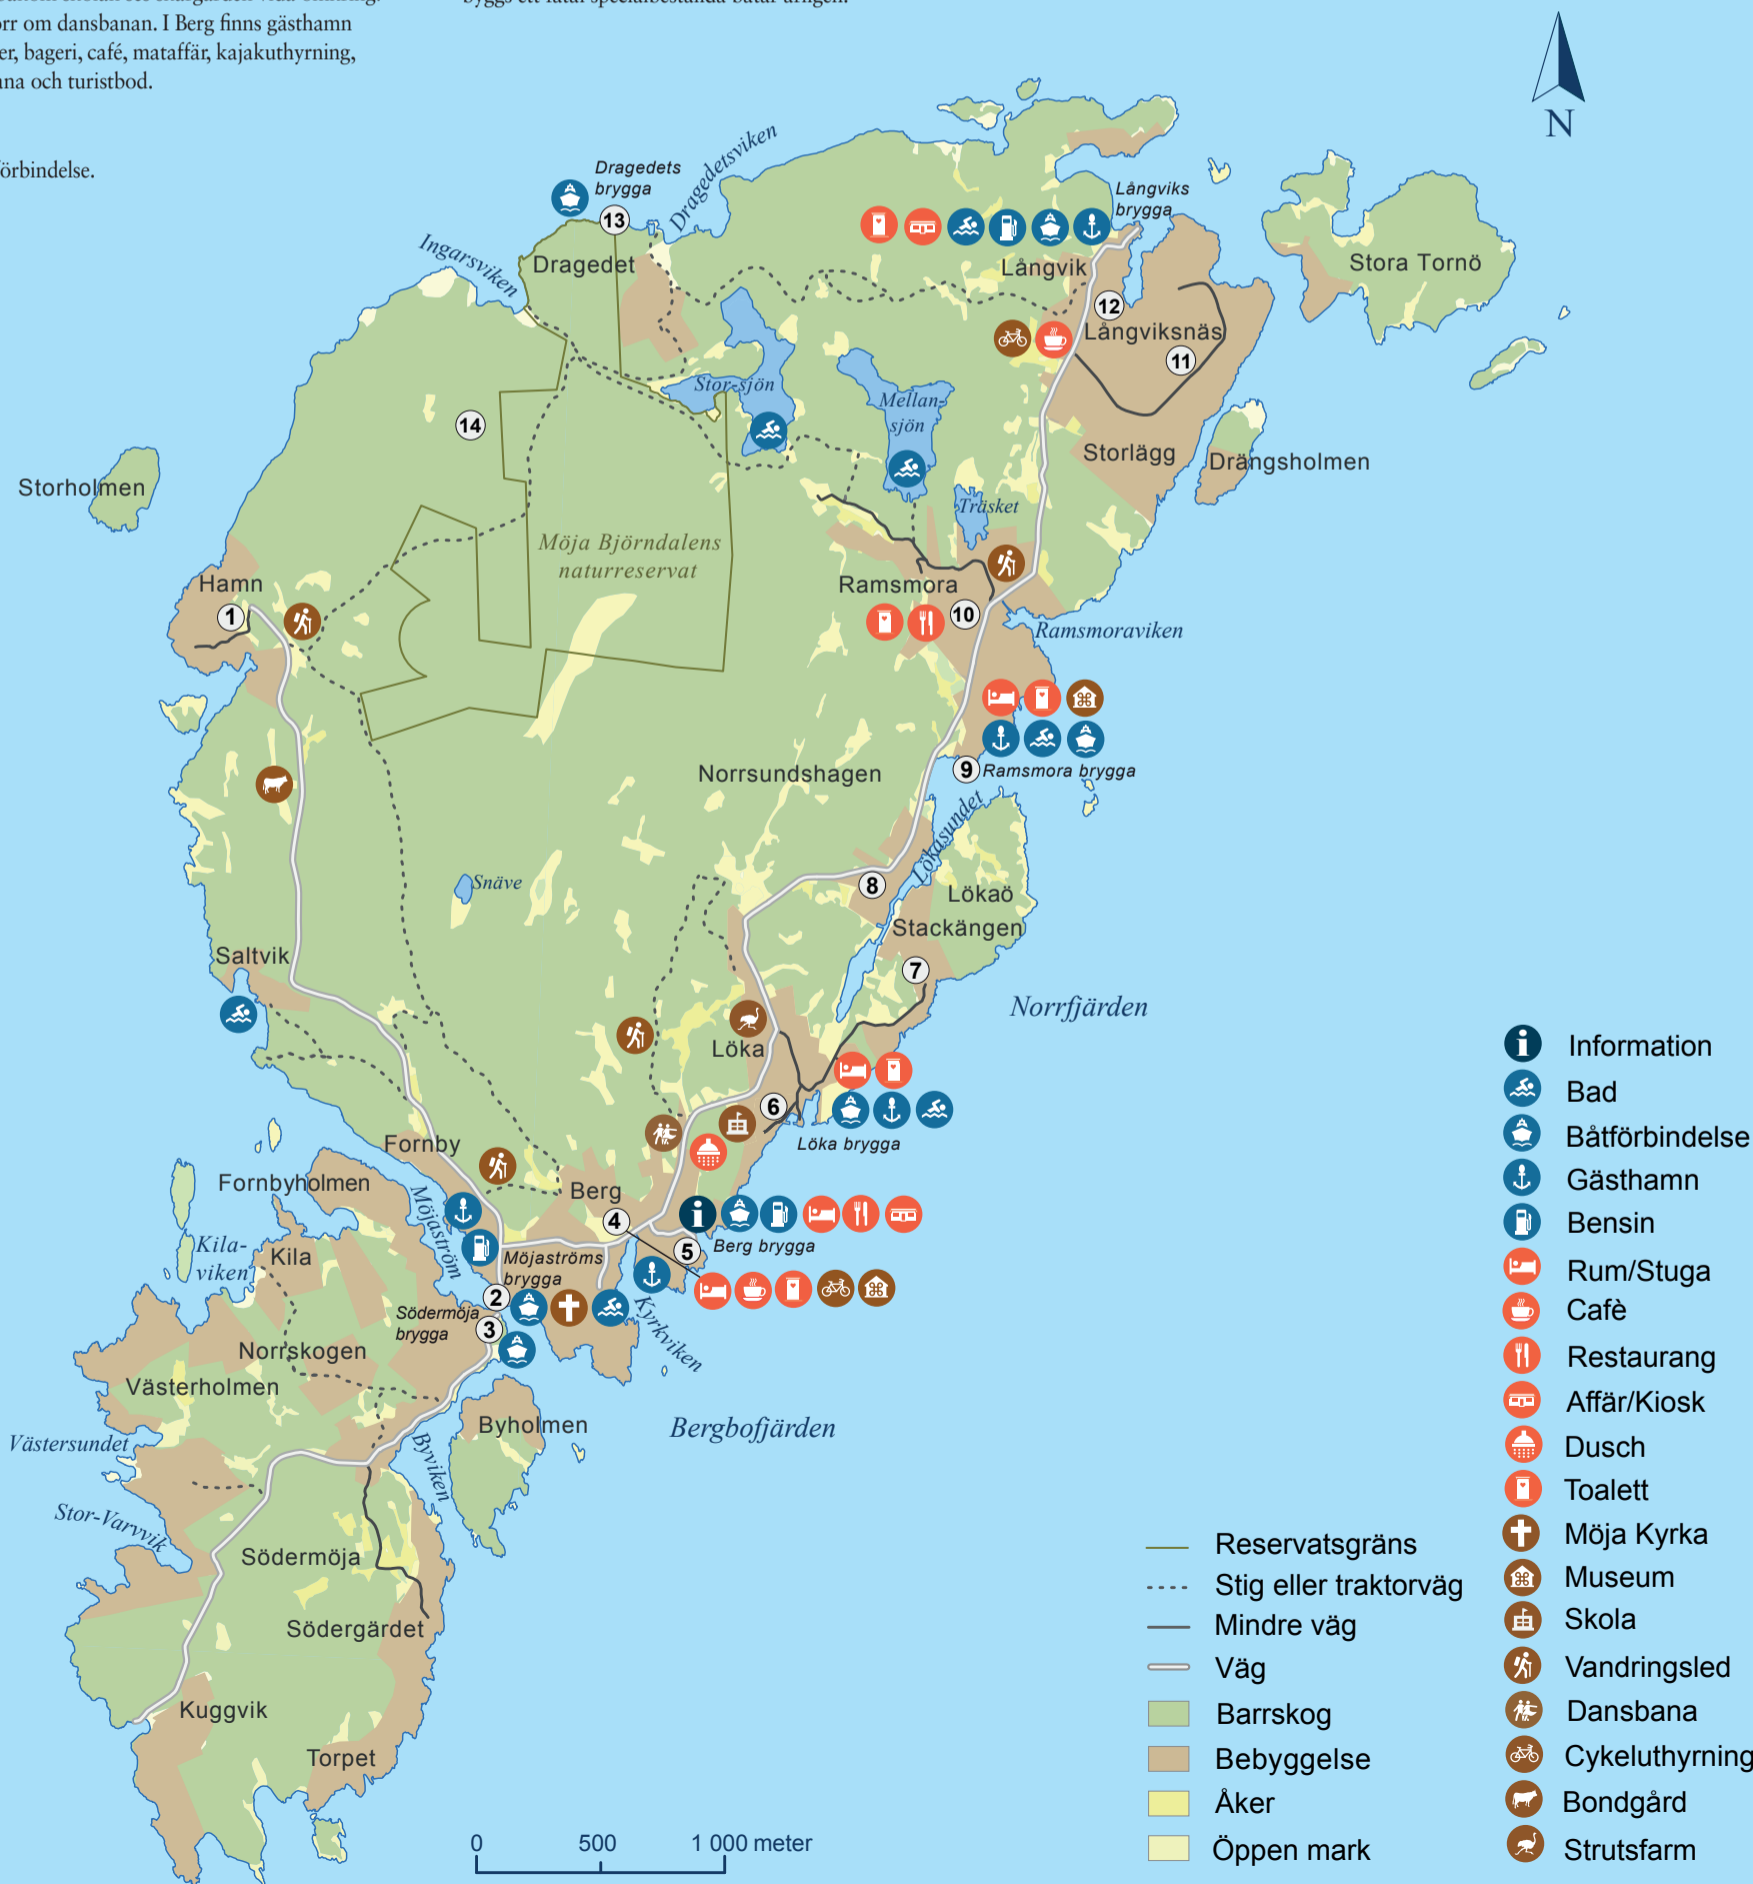 orr om dansbanan. I Berg finns gästhamn
er, bageri, café, mataffär, kajakuthyrning,
na och turistbod.
förbindelse.
N
Dragedets
brygga
13
Dragedetsviken
Ingarsviken
Dragedet
Långviks
brygga
Långvik
12
Långviksnäs
11
Stora Tornö
Stor-sjön
Mellan-
sjön
14
Storlägg
Drängsholmen
Storholmen
Träsket
Möja Björndalens
naturreservat
Hamn
1
Ramsmora
10
Ramsmoraviken
Norrsundshagen
9
Ramsmora brygga
Lökasundet
Snäve
8
Lökaö
Stackängen
7
Saltvik
Norrfjärden
Löka
6
Löka brygga
Fornby
Fornbyholmen
Möjaström
Berg
4
i
5
Berg brygga
Kila-
viken
Kila
Möjaströms
brygga
2
Södermöja
brygga
3
Kyrkviken
Norrskogen
Västerholmen
Byholmen
Bergbofjärden
Västersundet
Byviken
Stor-Varvvik
Södermöja
Södergärdet
Kuggvik
Torpet
0 500 1 000 meter
Reservatsgräns
Stig eller traktorväg
Mindre väg
Väg
Barrskog
Bebyggelse
Åker
Öppen mark
i Information
Bad
Båtförbindelse
Gästhamn
Bensin
Rum/Stuga
Cafè
Restaurang
Affär/Kiosk
Dusch
Toalett
Möja Kyrka
Museum
Skola
Vandringsled
Dansbana
Cykeluthyrning
Bondgård
Strutsfarm